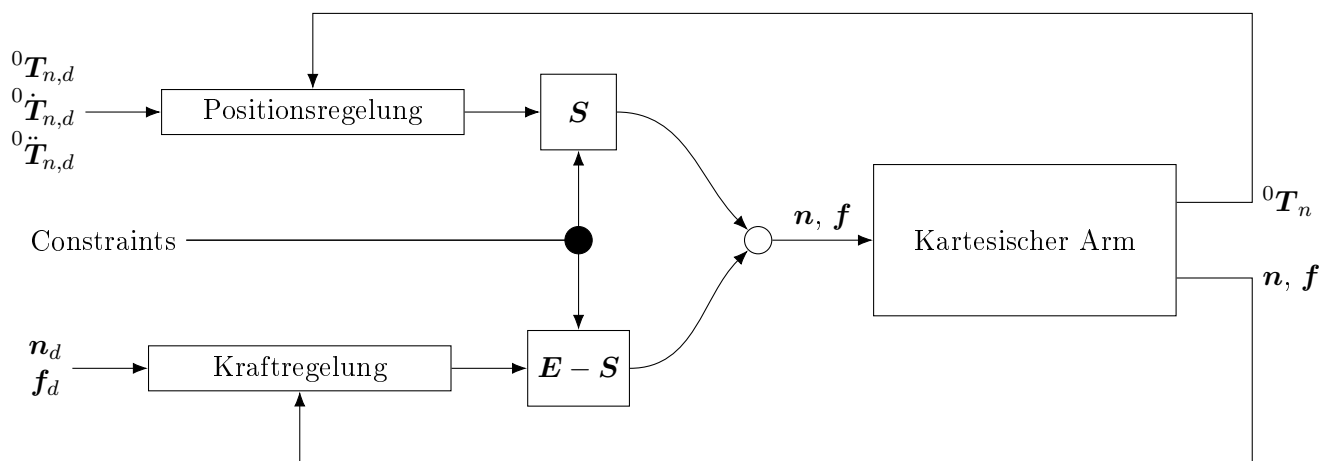 ⁰T_{n,d}
⁰Ṫ_{n,d}
⁰T̈_{n,d}
Positionsregelung
S
⁰T_n
n, f
Constraints
Kartesischer Arm
n, f
n_d
f_d
Kraftregelung
E − S